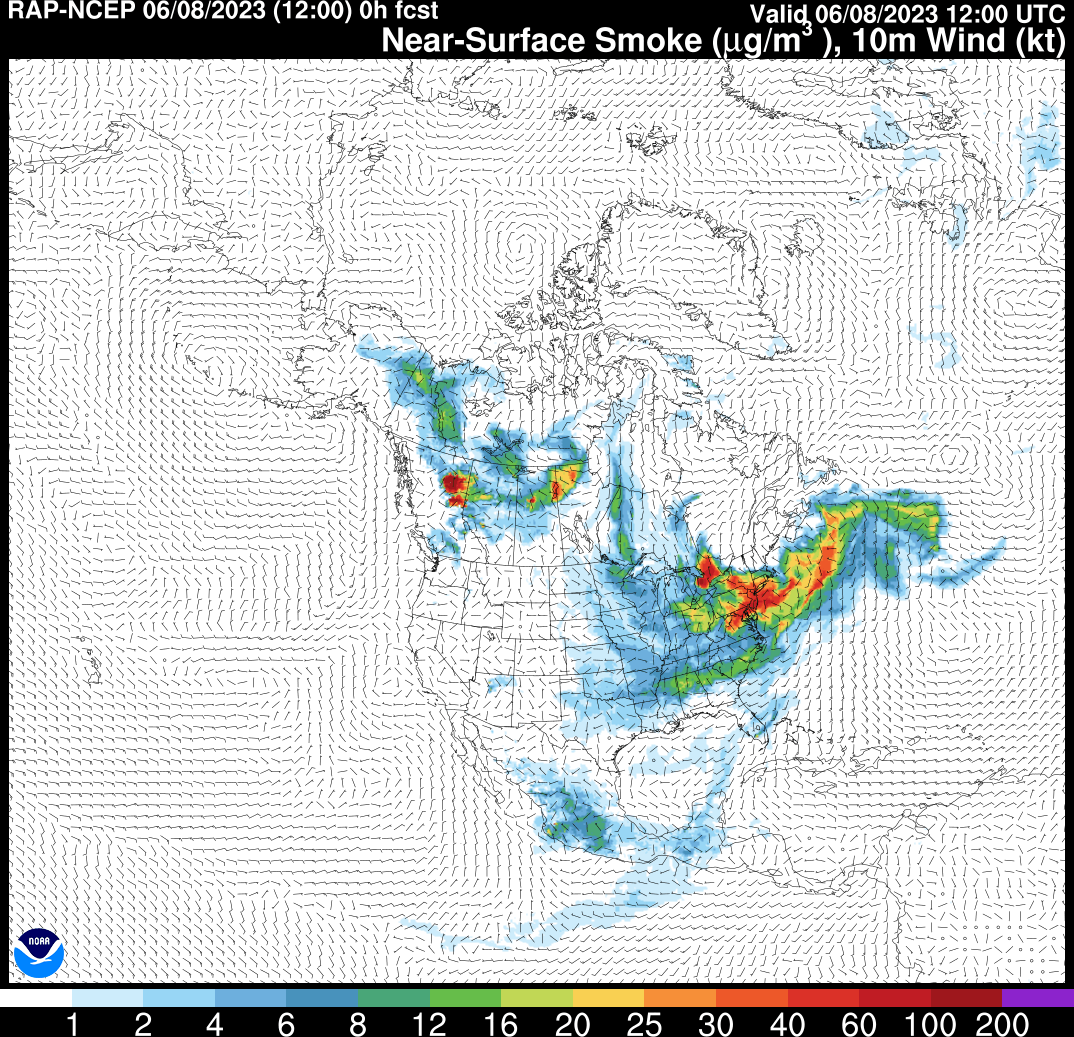 RAP-NCEP 06/08/2023 (12:00) 0h fcst
Valid 06/08/2023 12:00 UTC
Near-Surface Smoke (μg/m³ ), 10m Wind (kt)
NOAA
1 2 4 6 8 12 16 20 25 30 40 60 100 200